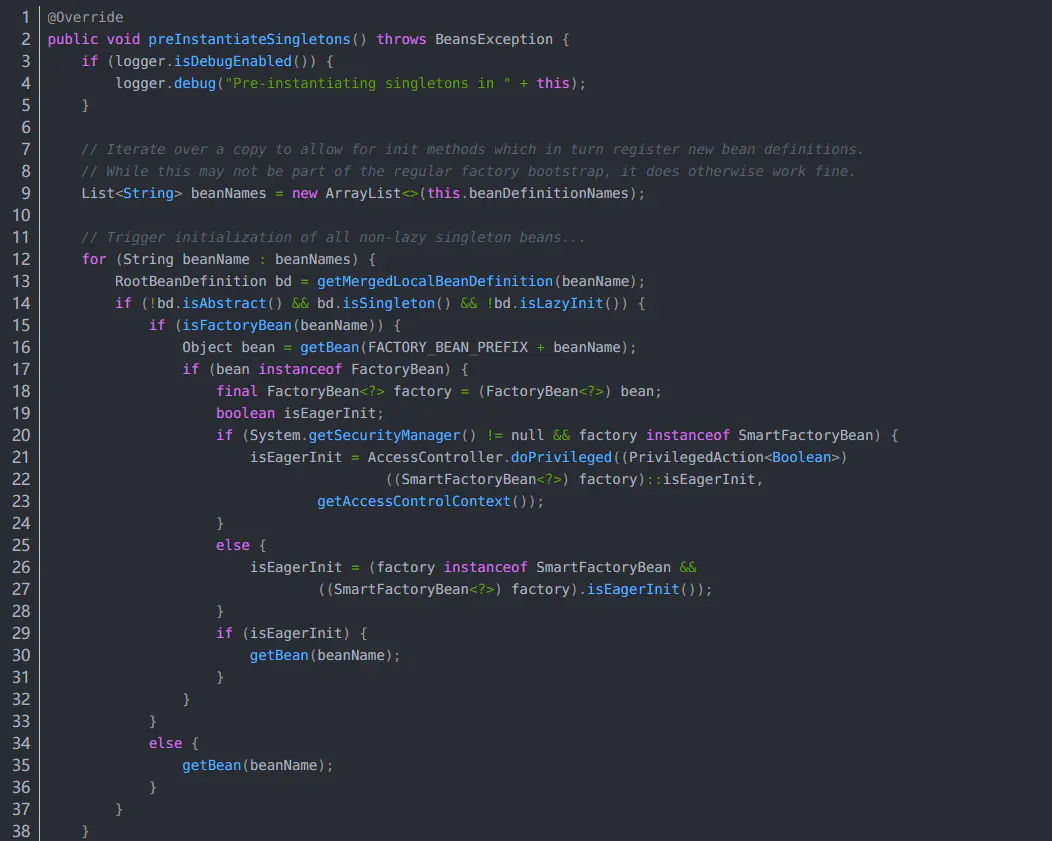 1 @Override
2 public void preInstantiateSingletons() throws BeansException {
3     if (logger.isDebugEnabled()) {
4         logger.debug("Pre-instantiating singletons in " + this);
5     }
6
7     // Iterate over a copy to allow for init methods which in turn register new bean definitions.
8     // While this may not be part of the regular factory bootstrap, it does otherwise work fine.
9     List<String> beanNames = new ArrayList<>(this.beanDefinitionNames);
10
11     // Trigger initialization of all non-lazy singleton beans...
12     for (String beanName : beanNames) {
13         RootBeanDefinition bd = getMergedLocalBeanDefinition(beanName);
14         if (!bd.isAbstract() && bd.isSingleton() && !bd.isLazyInit()) {
15             if (isFactoryBean(beanName)) {
16                 Object bean = getBean(FACTORY_BEAN_PREFIX + beanName);
17                 if (bean instanceof FactoryBean) {
18                     final FactoryBean<?> factory = (FactoryBean<?>) bean;
19                     boolean isEagerInit;
20                     if (System.getSecurityManager() != null && factory instanceof SmartFactoryBean) {
21                         isEagerInit = AccessController.doPrivileged((PrivilegedAction<Boolean>)
22                                         ((SmartFactoryBean<?>) factory)::isEagerInit,
23                                 getAccessControlContext());
24                     }
25                     else {
26                         isEagerInit = (factory instanceof SmartFactoryBean &&
27                                 ((SmartFactoryBean<?>) factory).isEagerInit());
28                     }
29                     if (isEagerInit) {
30                         getBean(beanName);
31                     }
32                 }
33             }
34             else {
35                 getBean(beanName);
36             }
37         }
38     }